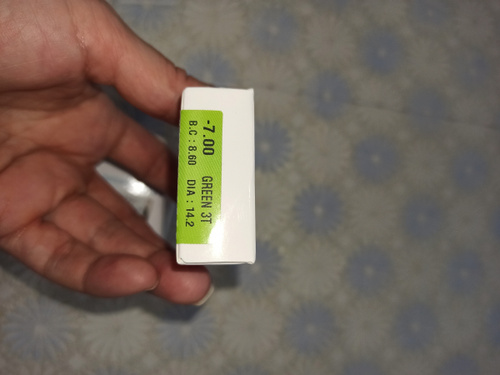 -7.00 GREEN 3T
B.C : 8.60 DIA : 14.2